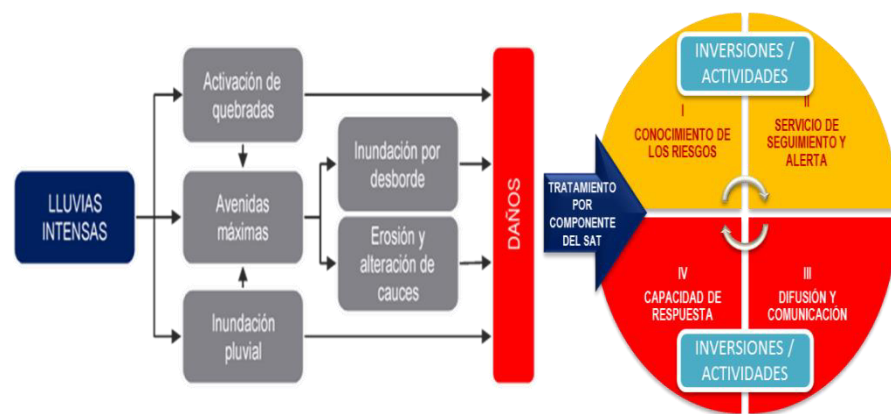 LLUVIAS
INTENSAS
Activación de
quebradas
Avenidas
máximas
Inundación
pluvial
Inundación por
desborde
Erosión y
alteración de
cauces
DAÑOS
TRATAMIENTO
POR
COMPONENTE
DEL SAT
INVERSIONES /
ACTIVIDADES
I
CONOCIMIENTO DE
LOS RIESGOS
II
SERVICIO DE
SEGUIMIENTO Y
ALERTA
IV
CAPACIDAD DE
RESPUESTA
III
DIFUSIÓN Y
COMUNICACIÓN
INVERSIONES /
ACTIVIDADES